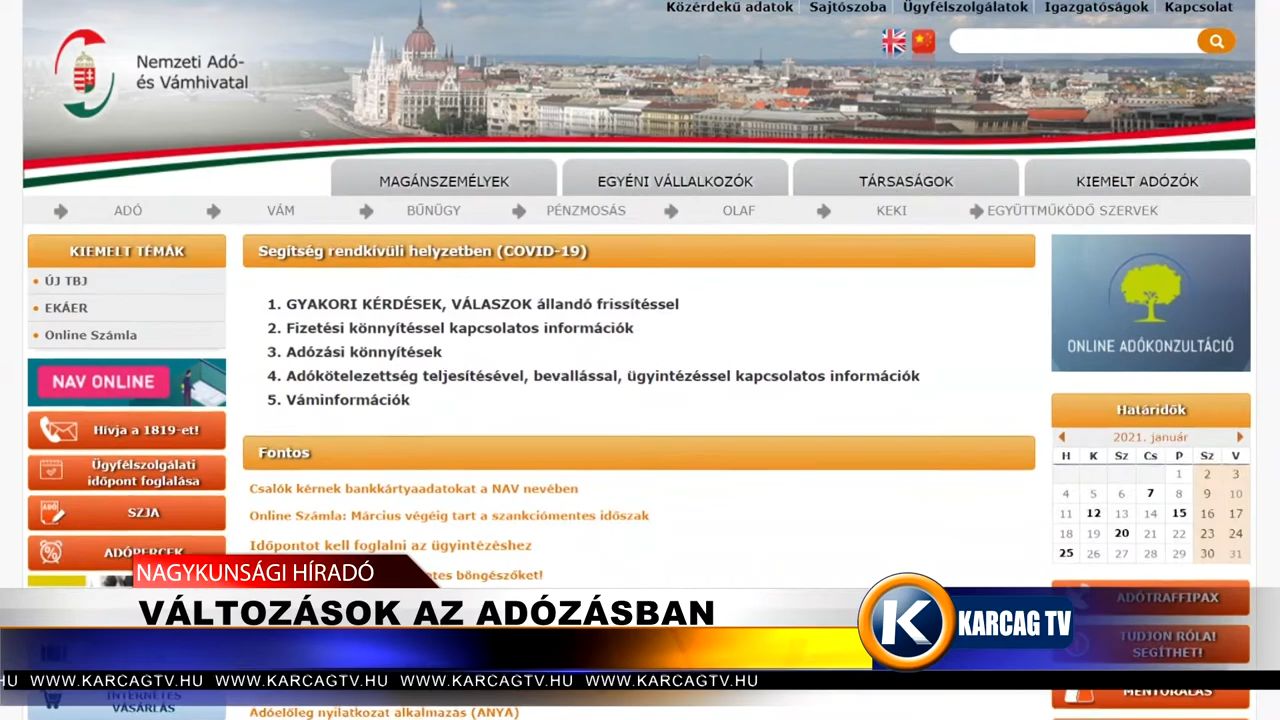 Közérdekű adatok Sajtószoba Ügyfélszolgálatok Igazgatóságok Kapcsolat
Nemzeti Adó-
és Vámhivatal
MAGÁNSZEMÉLYEK EGYÉNI VÁLLALKOZÓK TÁRSASÁGOK KIEMELT ADÓZÓK
ADÓ VÁM BŰNÜGY PÉNZMOSÁS OLAF KEKI EGYÜTTMŰKÖDŐ SZERVEK
KIEMELT TÉMÁK
ÚJ TBJ
EKÁER
Online Számla
NAV ONLINE
Hívja a 1819-et!
Ügyfélszolgálati
időpont foglalása
SZJA
ADÓPERCEK
Segítség rendkívüli helyzetben (COVID-19)
1. GYAKORI KÉRDÉSEK, VÁLASZOK állandó frissítéssel
2. Fizetési könnyítéssel kapcsolatos információk
3. Adózási könnyítések
4. Adókötelezettség teljesítésével, bevallással, ügyintézéssel kapcsolatos információk
5. Váminformációk
Fontos
Csalók kérnek bankkártyaadatokat a NAV nevében
Online Számla: Március végéig tart a szankciómentes időszak
Időpontot kell foglalni az ügyintézéshez
böngészőket!
ONLINE ADÓKONZULTÁCIÓ
Határidők
2021. január
H K Sz Cs P Sz V
1 2 3
4 5 6 7 8 9 10
11 12 13 14 15 16 17
18 19 20 21 22 23 24
25 26 27 28 29 30 31
ADÓTRAFFIPAX
TUDJON RÓLA!
SEGÍTHET!
MENTORÁLÁS
NAGYKUNSÁGI HÍRADÓ
VÁLTOZÁSOK AZ ADÓZÁSBAN
K KARCAG TV
HU WWW.KARCAGTV.HU WWW.KARCAGTV.HU WWW.KARCAGTV.HU WWW.KARCAGTV.HU
INTERNETES
VÁSÁRLÁS
Adóelőleg nyilatkozat alkalmazás (ANYA)